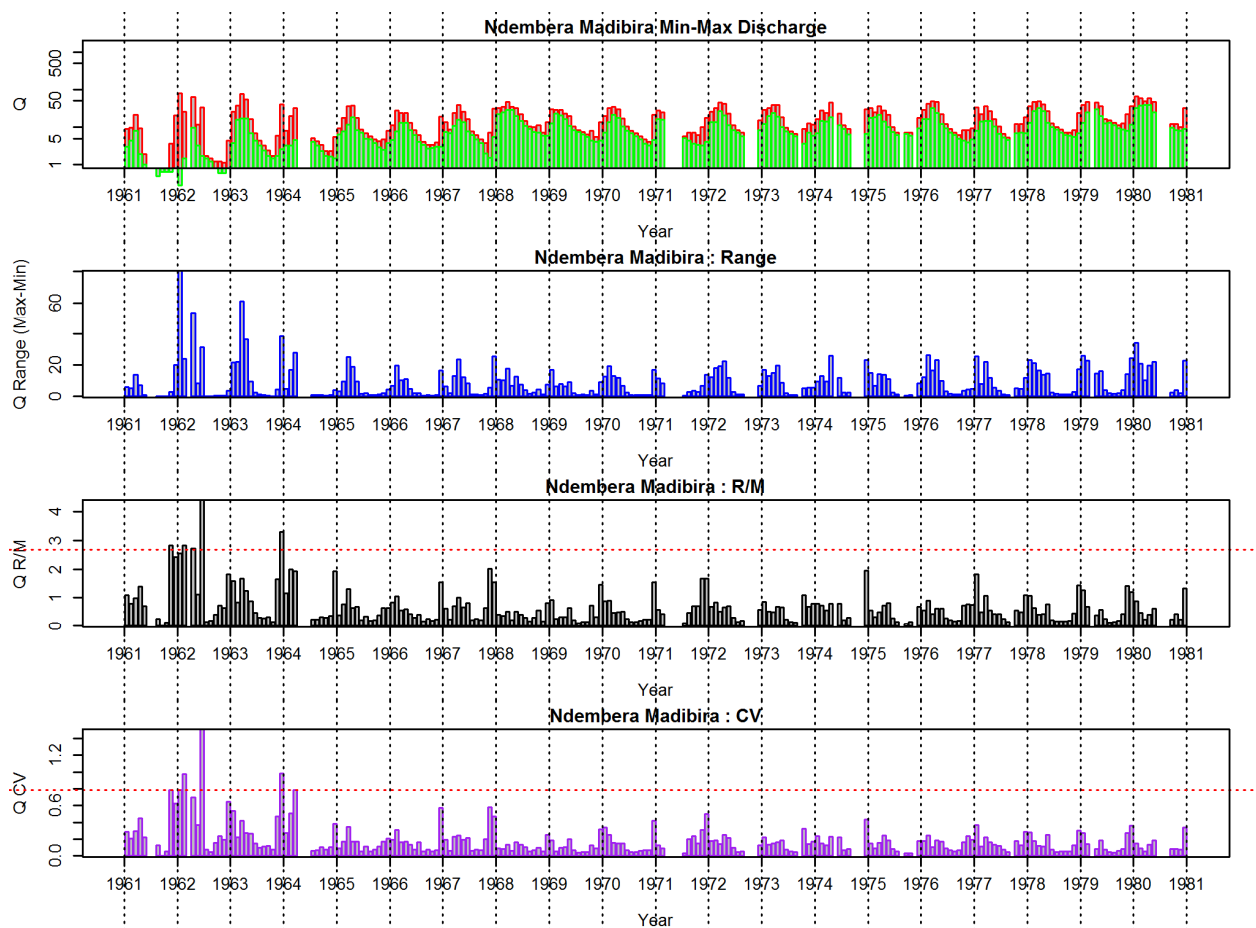 Ndembera Madibira Min-Max Discharge
Q
500
50
5
1
1961 1962 1963 1964 1965 1966 1967 1968 1969 1970 1971 1972 1973 1974 1975 1976 1977 1978 1979 1980 1981
Year
Ndembera Madibira : Range
Q Range (Max-Min)
60
20
0
1961 1962 1963 1964 1965 1966 1967 1968 1969 1970 1971 1972 1973 1974 1975 1976 1977 1978 1979 1980 1981
Year
Ndembera Madibira : R/M
Q R/M
4
3
2
1
0
1961 1962 1963 1964 1965 1966 1967 1968 1969 1970 1971 1972 1973 1974 1975 1976 1977 1978 1979 1980 1981
Year
Ndembera Madibira : CV
Q CV
1.2
0.6
0.0
1961 1962 1963 1964 1965 1966 1967 1968 1969 1970 1971 1972 1973 1974 1975 1976 1977 1978 1979 1980 1981
Year